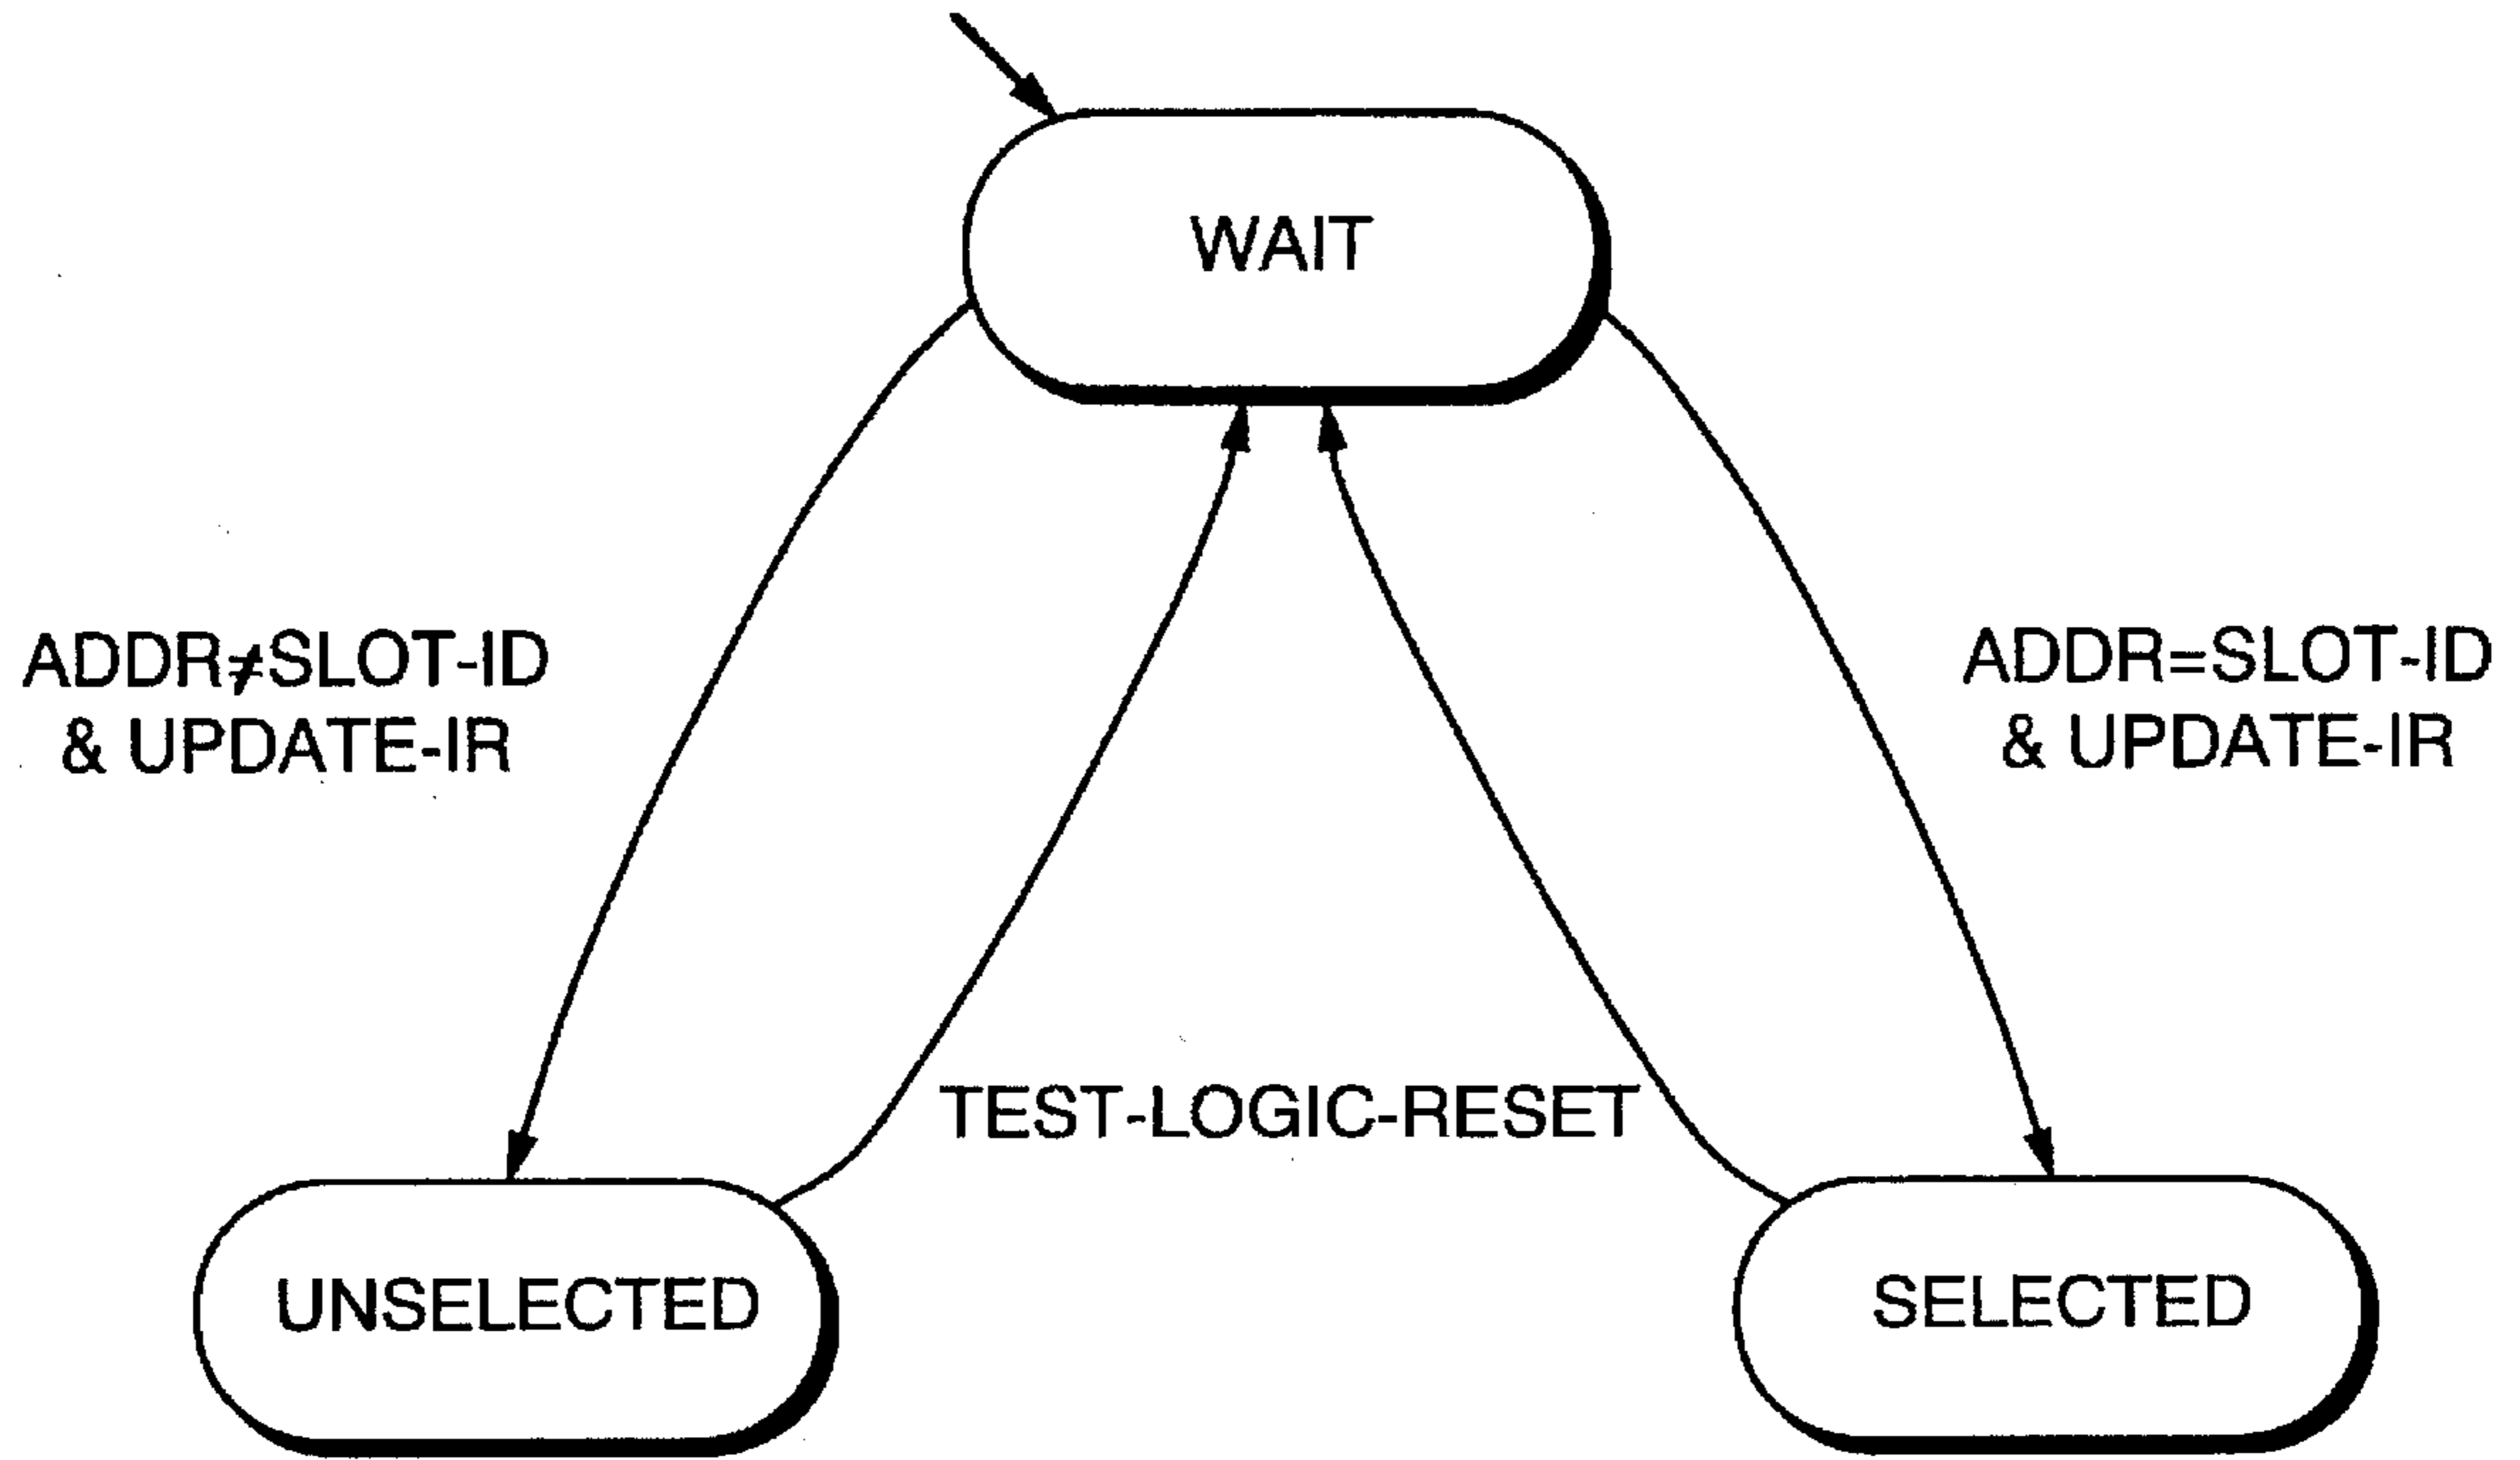 WAIT
ADDR≠SLOT-ID
& UPDATE-IR
ADDR=SLOT-ID
& UPDATE-IR
TEST-LOGIC-RESET
UNSELECTED
SELECTED